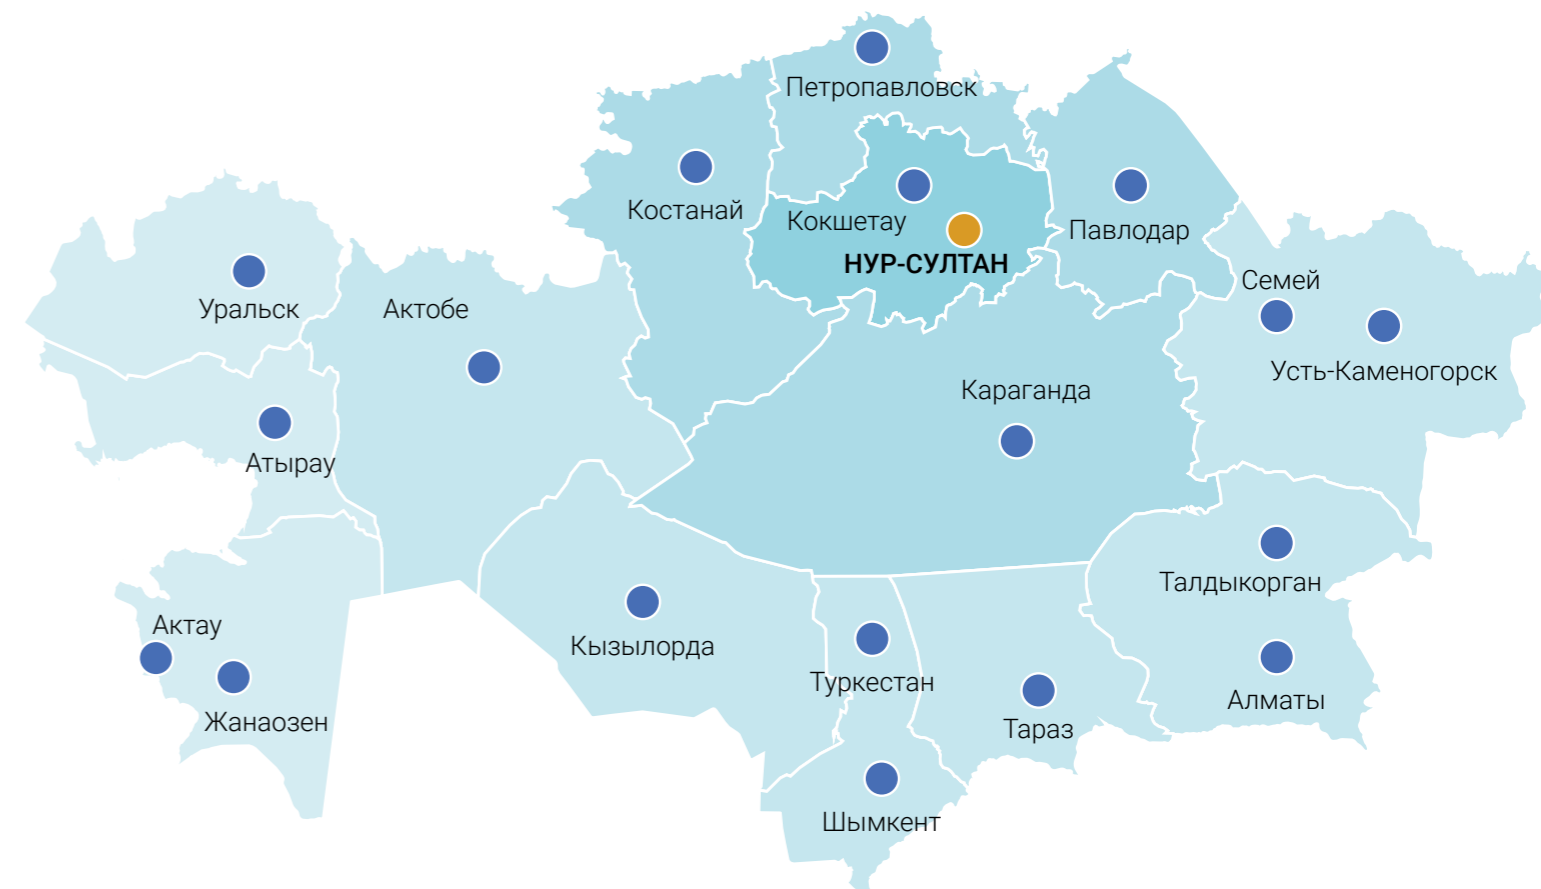 Петропавловск
Костанай
Кокшетау
Павлодар
НУР-СУЛТАН
Семей
Уральск
Актобе
Усть-Каменогорск
Караганда
Атырау
Талдыкорган
Актау
Кызылорда
Туркестан
Алматы
Жанаозен
Тараз
Шымкент